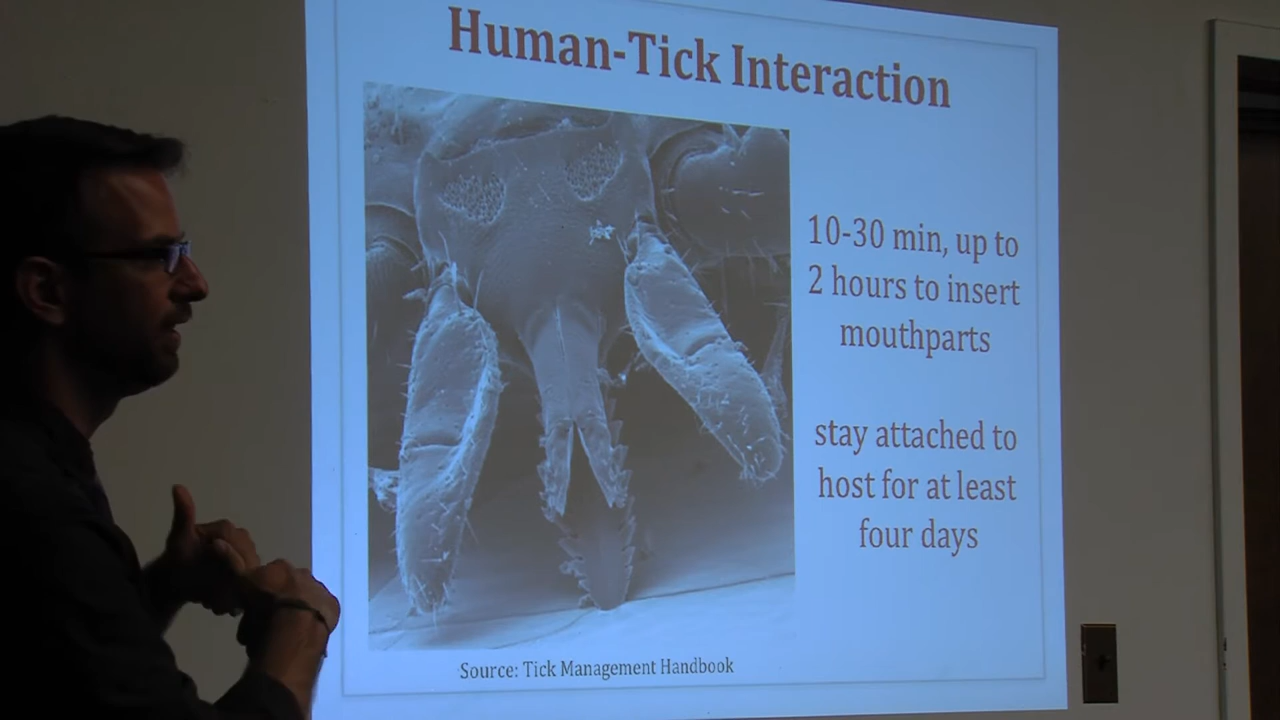 Human-Tick Interaction
10-30 min, up to
2 hours to insert
mouthparts
stay attached to
host for at least
four days
Source: Tick Management Handbook